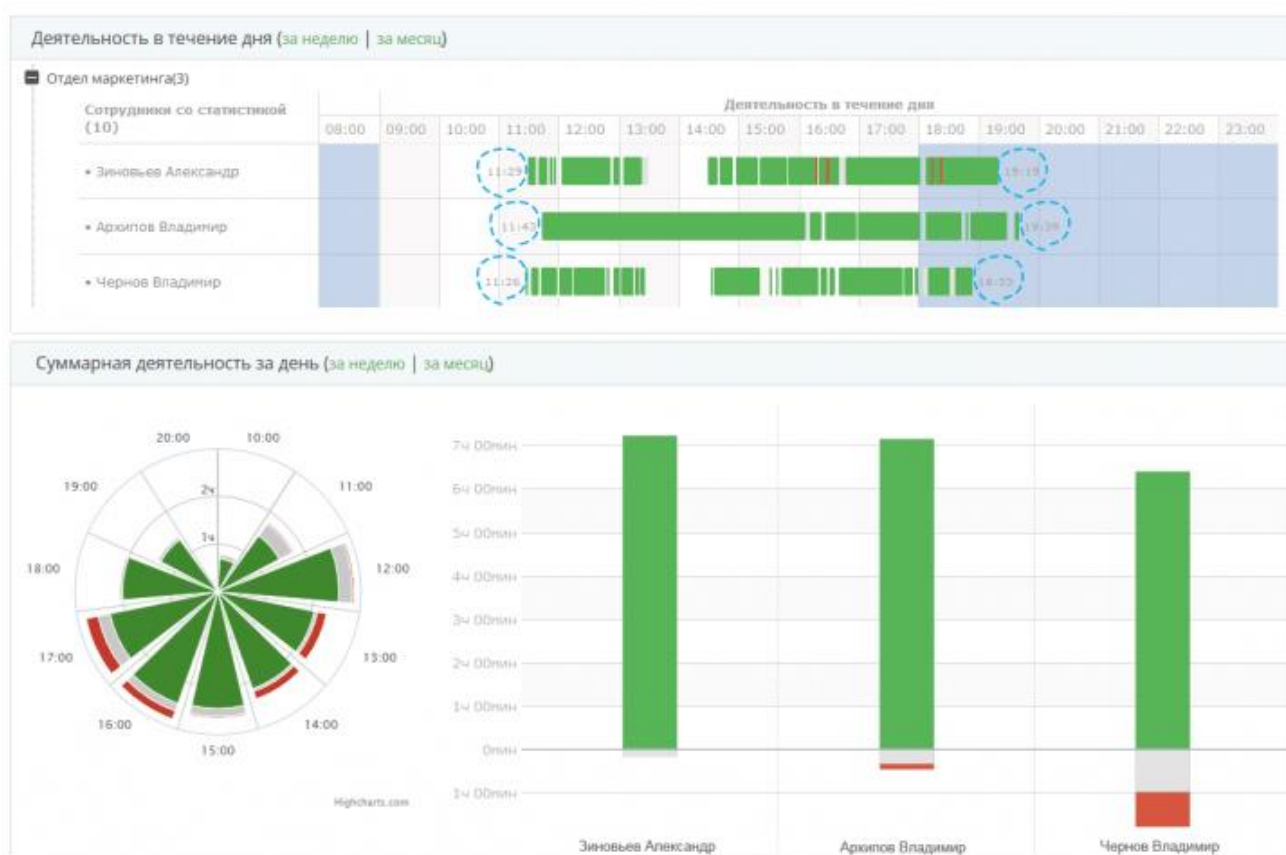 Деятельность в течение дня (за неделю | за месяц)
Отдел маркетинга(3)
Сотрудники со статистикой
(10)
Деятельность в течение дня
08:00 09:00 10:00 11:00 12:00 13:00 14:00 15:00 16:00 17:00 18:00 19:00 20:00 21:00 22:00 23:00
• Зиновьев Александр 11:29 19:19
• Архипов Владимир 11:43
• Чернов Владимир 11:26
Суммарная деятельность за день (за неделю | за месяц)
20:00 10:00
19:00 11:00
2ч
1ч
18:00 12:00
17:00 13:00
16:00 14:00
15:00
Highcharts.com
7ч 00мин
6ч 00мин
5ч 00мин
4ч 00мин
3ч 00мин
2ч 00мин
1ч 00мин
0мин
1ч 00мин
Зиновьев Александр Архипов Владимир Чернов Владимир